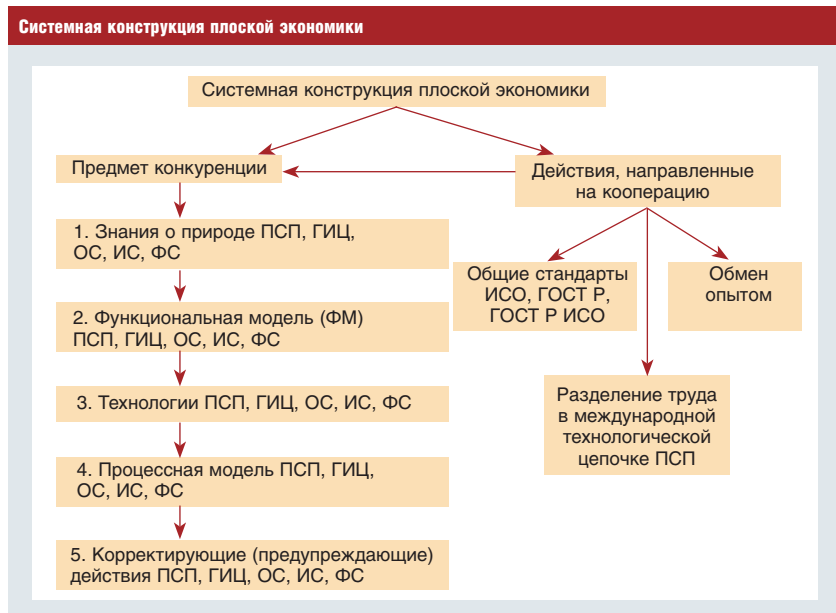 Системная конструкция плоской экономики
Системная конструкция плоской экономики
Предмет конкуренции
Действия, направленные
на кооперацию
1. Знания о природе ПСП, ГИЦ,
ОС, ИС, ФС
2. Функциональная модель (ФМ)
ПСП, ГИЦ, ОС, ИС, ФС
3. Технологии ПСП, ГИЦ, ОС, ИС, ФС
4. Процессная модель ПСП, ГИЦ,
ОС, ИС, ФС
5. Корректирующие (предупреждающие)
действия ПСП, ГИЦ, ОС, ИС, ФС
Общие стандарты
ИСО, ГОСТ Р,
ГОСТ Р ИСО
Обмен
опытом
Разделение труда
в международной
технологической
цепочке ПСП